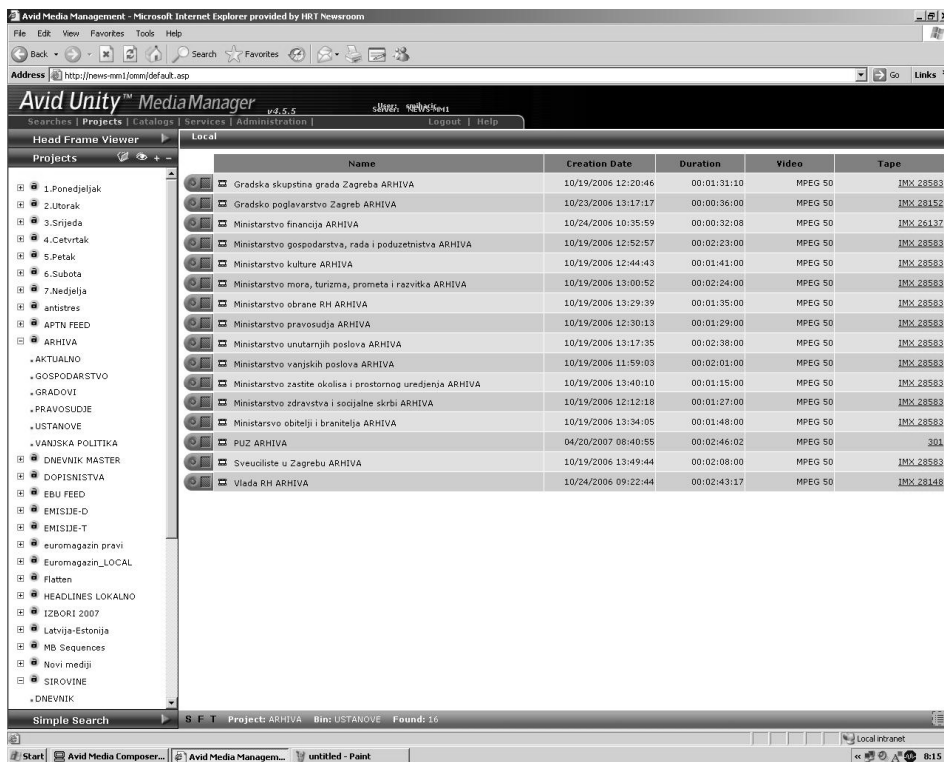 Avid Media Management - Microsoft Internet Explorer provided by HRT Newsroom
File Edit View Favorites Tools Help
Back Search Favorites
Address http://news-mm1/omm/default.asp Go Links
Avid Unity™ MediaManager v4.5.5
Searches | Projects | Catalogs | Services | Administration | Logout | Help
Head Frame Viewer
Local
Projects
Name Creation Date Duration Video Tape
1.Ponedjeljak
2.Utorak
3.Srijeda
4.Cetvrtak
5.Petak
6.Subota
7.Nedjelja
antistres
APTN FEED
ARHIVA
AKTUALNO
GOSPODARSTVO
GRADOVI
PRAVOSUDJE
USTANOVE
VANJSKA POLITIKA
DNEVNIK MASTER
DOPISNISTVA
EBU FEED
EMISIJE-D
EMISIJE-T
euromagazin pravi
Euromagazin_LOCAL
Flatten
HEADLINES LOKALNO
IZBORI 2007
Latvija-Estonija
MB Sequences
Novi mediji
SIROVINE
DNEVNIK
Gradska skupstina grada Zagreba ARHIVA 10/19/2006 12:20:46 00:01:31:10 MPEG 50 IMX 28583
Gradsko poglavarstvo Zagreb ARHIVA 10/23/2006 13:17:17 00:00:36:00 MPEG 50 IMX 28152
Ministarstvo financija ARHIVA 10/24/2006 10:35:59 00:00:32:08 MPEG 50 IMX 26137
Ministarstvo gospodarstva, rada i poduzetnistva ARHIVA 10/19/2006 12:52:57 00:02:23:00 MPEG 50 IMX 28583
Ministarstvo kulture ARHIVA 10/19/2006 12:44:43 00:01:41:00 MPEG 50 IMX 28583
Ministarstvo mora, turizma, prometa i razvitka ARHIVA 10/19/2006 13:00:52 00:02:24:00 MPEG 50 IMX 28583
Ministarstvo obrane RH ARHIVA 10/19/2006 13:29:39 00:01:35:00 MPEG 50 IMX 28583
Ministarstvo pravosudja ARHIVA 10/19/2006 12:30:13 00:01:29:00 MPEG 50 IMX 28583
Ministarstvo unutarnjih poslova ARHIVA 10/19/2006 13:17:35 00:02:38:00 MPEG 50 IMX 28583
Ministarstvo vanjskih poslova ARHIVA 10/19/2006 11:59:03 00:02:01:00 MPEG 50 IMX 28583
Ministarstvo zastite okolisa i prostornog uredjenja ARHIVA 10/19/2006 13:40:10 00:01:15:00 MPEG 50 IMX 28583
Ministarstvo zdravstva i socijalne skrbi ARHIVA 10/19/2006 12:12:18 00:01:27:00 MPEG 50 IMX 28583
Ministarsvo obitelji i branitelja ARHIVA 10/19/2006 13:34:05 00:01:48:00 MPEG 50 IMX 28583
PUZ ARHIVA 04/20/2007 08:40:55 00:02:46:02 MPEG 50 301
Sveuciliste u Zagrebu ARHIVA 10/19/2006 13:49:44 00:02:08:00 MPEG 50 IMX 28583
Vlada RH ARHIVA 10/24/2006 09:22:44 00:02:43:17 MPEG 50 IMX 28148
Simple Search
S F T Project: ARHIVA Bin: USTANOVE Found: 16
Local intranet
Start Avid Media Composer... Avid Media Managem... untitled - Paint 8:15